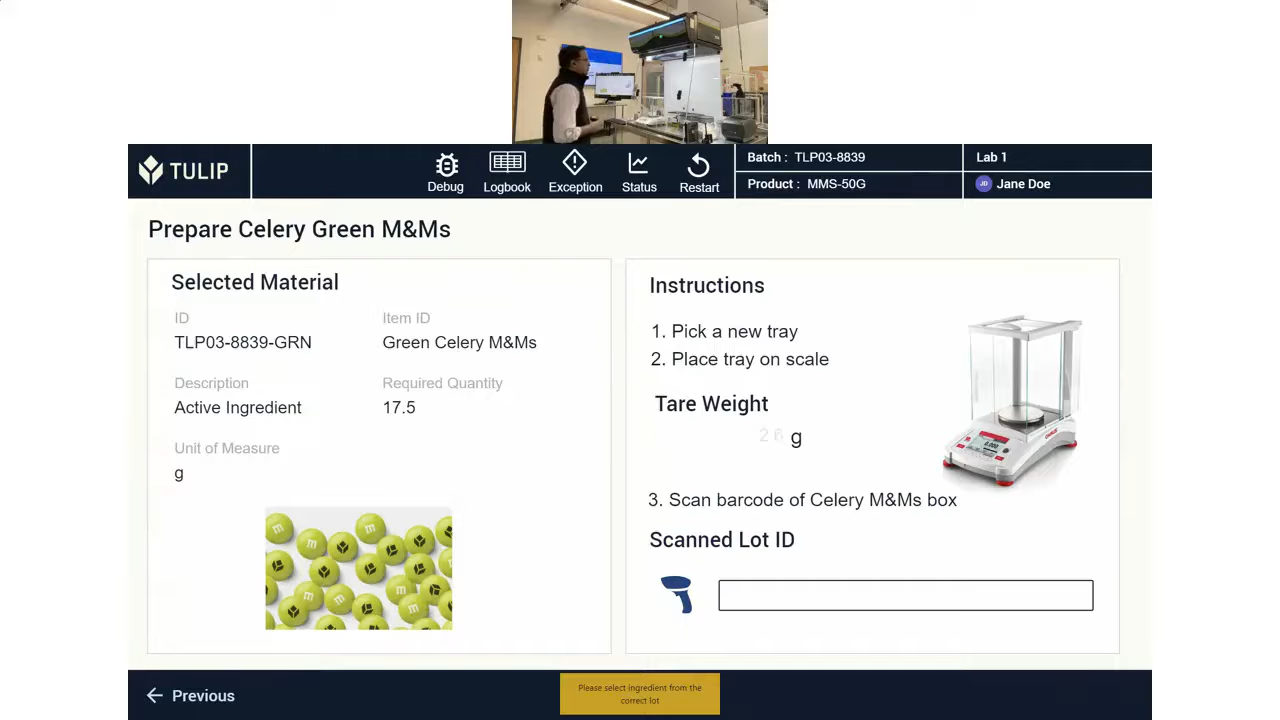 TULIP
Debug
Logbook
Exception
Status
Restart
Batch : TLP03-8839
Product : MMS-50G
Lab 1
JD Jane Doe
Prepare Celery Green M&Ms
Selected Material
ID
TLP03-8839-GRN
Item ID
Green Celery M&Ms
Description
Active Ingredient
Required Quantity
17.5
Unit of Measure
g
Instructions
1. Pick a new tray
2. Place tray on scale
Tare Weight
26 g
3. Scan barcode of Celery M&Ms box
Scanned Lot ID
Previous
Please select ingredient from the
correct lot